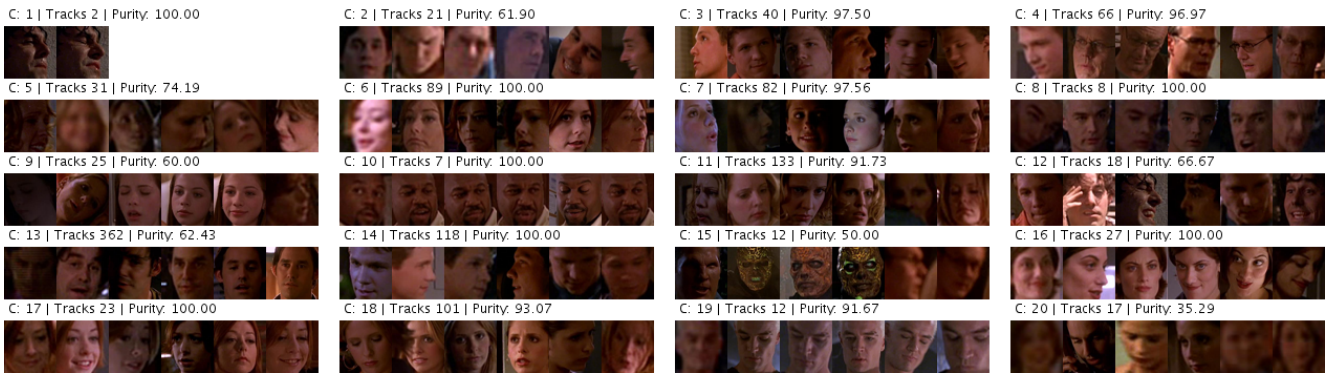 C: 1 | Tracks 2 | Purity: 100.00
C: 2 | Tracks 21 | Purity: 61.90
C: 3 | Tracks 40 | Purity: 97.50
C: 4 | Tracks 66 | Purity: 96.97
C: 5 | Tracks 31 | Purity: 74.19
C: 6 | Tracks 89 | Purity: 100.00
C: 7 | Tracks 82 | Purity: 97.56
C: 8 | Tracks 8 | Purity: 100.00
C: 9 | Tracks 25 | Purity: 60.00
C: 10 | Tracks 7 | Purity: 100.00
C: 11 | Tracks 133 | Purity: 91.73
C: 12 | Tracks 18 | Purity: 66.67
C: 13 | Tracks 362 | Purity: 62.43
C: 14 | Tracks 118 | Purity: 100.00
C: 15 | Tracks 12 | Purity: 50.00
C: 16 | Tracks 27 | Purity: 100.00
C: 17 | Tracks 23 | Purity: 100.00
C: 18 | Tracks 101 | Purity: 93.07
C: 19 | Tracks 12 | Purity: 91.67
C: 20 | Tracks 17 | Purity: 35.29